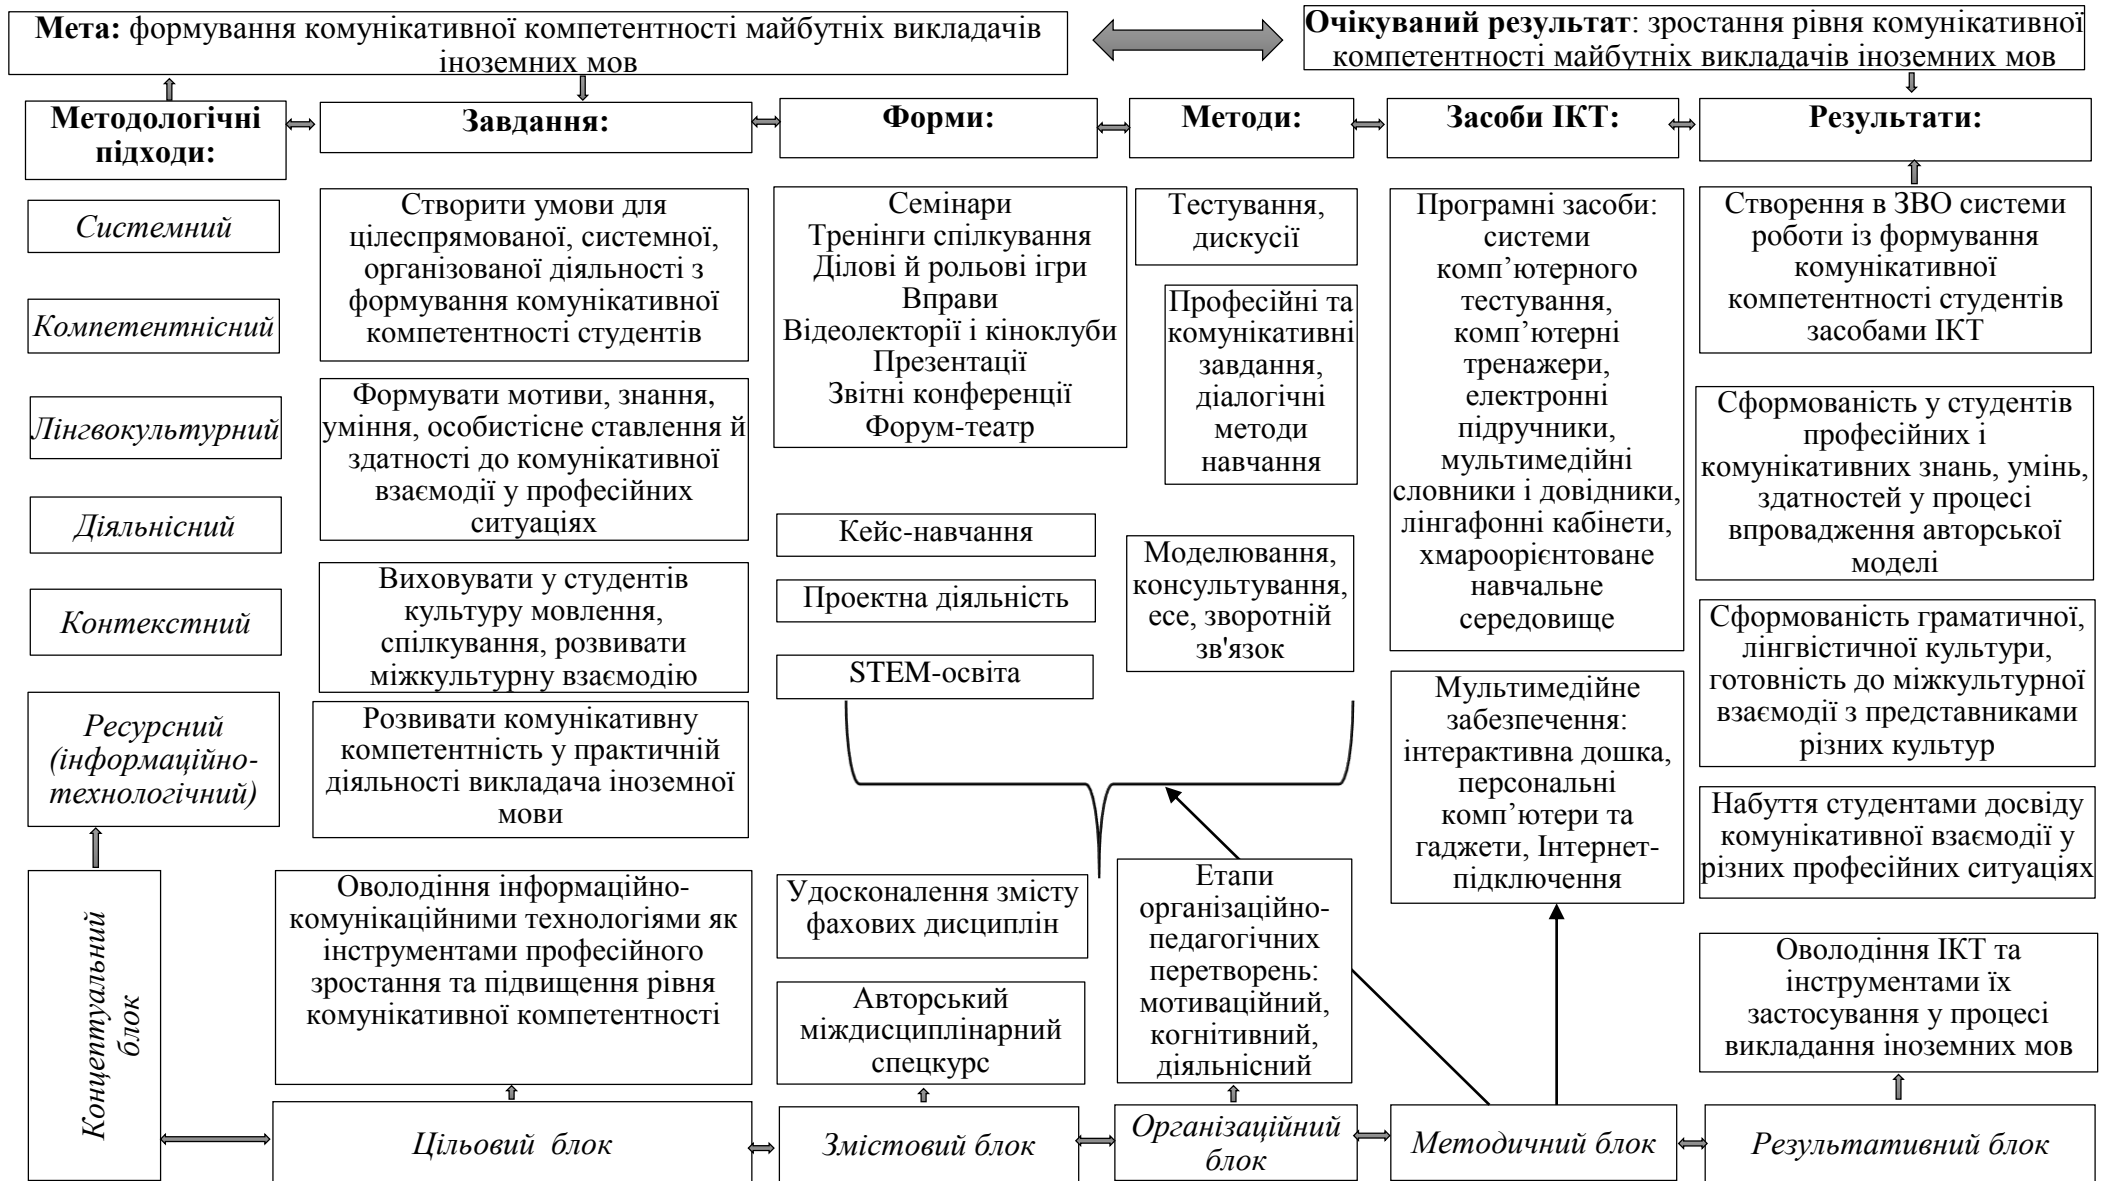 Мета: формування комунікативної компетентності майбутніх викладачів
іноземних мов
Очікуваний результат: зростання рівня комунікативної
компетентності майбутніх викладачів іноземних мов
Методологічні
підходи:
Завдання:
Форми:
Методи:
Засоби ІКТ:
Результати:
Системний
Компетентнісний
Лінгвокультурний
Діяльнісний
Контекстний
Ресурсний
(інформаційно-
технологічний)
Концептуальний
блок
Створити умови для
цілеспрямованої, системної,
організованої діяльності з
формування комунікативної
компетентності студентів
Формувати мотиви, знання,
уміння, особистісне ставлення й
здатності до комунікативної
взаємодії у професійних
ситуаціях
Виховувати у студентів
культуру мовлення,
спілкування, розвивати
міжкультурну взаємодію
Розвивати комунікативну
компетентність у практичній
діяльності викладача іноземної
мови
Оволодіння інформаційно-
комунікаційними технологіями як
інструментами професійного
зростання та підвищення рівня
комунікативної компетентності
Цільовий блок
Семінари
Тренінги спілкування
Ділові й рольові ігри
Вправи
Відеолекторії і кіноклуби
Презентації
Звітні конференції
Форум-театр
Кейс-навчання
Проектна діяльність
STEM-освіта
Удосконалення змісту
фахових дисциплін
Авторський
міждисциплінарний
спецкурс
Змістовий блок
Тестування,
дискусії
Професійні та
комунікативні
завдання,
діалогічні
методи
навчання
Моделювання,
консультування,
есе, зворотній
зв'язок
Етапи
організаційно-
педагогічних
перетворень:
мотиваційний,
когнітивний,
діяльнісний
Організаційний
блок
Програмні засоби:
системи
комп’ютерного
тестування,
комп’ютерні
тренажери,
електронні
підручники,
мультимедійні
словники і довідники,
лінгафонні кабінети,
хмароорієнтоване
навчальне
середовище
Мультимедійне
забезпечення:
інтерактивна дошка,
персональні
комп’ютери та
гаджети, Інтернет-
підключення
Методичний блок
Створення в ЗВО системи
роботи із формування
комунікативної
компетентності студентів
засобами ІКТ
Сформованість у студентів
професійних і
комунікативних знань, умінь,
здатностей у процесі
впровадження авторської
моделі
Сформованість граматичної,
лінгвістичної культури,
готовність до міжкультурної
взаємодії з представниками
різних культур
Набуття студентами досвіду
комунікативної взаємодії у
різних професійних ситуаціях
Оволодіння ІКТ та
інструментами їх
застосування у процесі
викладання іноземних мов
Результативний блок